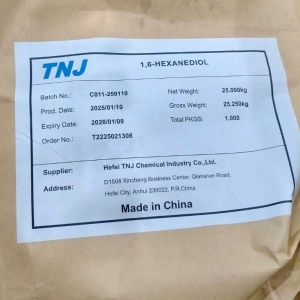 TNJ
1,6-HEXANEDIOL
Batch No.: C011-250110 Net Weight: 25.000kg
Prod. Date: 2025/01/10 Gross Weight: 25.250kg
Expiry Date 2026/01/09 Total PKGS: 1.000
Order No.: T2225021308
Supplier: Hefei TNJ Chemical Industry Co.,Ltd.
Address: D1508 Xincheng Business Center, Qianshan Road,
Hefei City, Anhui 230022, P.R.China
Made in China